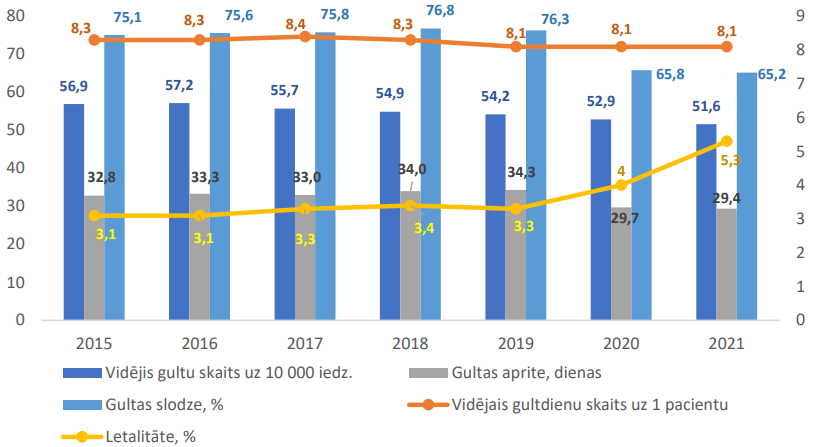 80 9
8,3 75,1 8,3 75,6 8,4 75,8 8,3 76,8 8,1 76,3 8,1 8,1
70 8
56,9 57,2 55,7 54,9 54,2 52,9 65,8 51,6 65,2
60 7
50 6
40 5
32,8 33,3 33,0 34,0 34,3 4 5,3
30 4
29,7 29,4
3,1 3,1 3,3 3,4 3,3
20 3
10 2
1
0 0
2015 2016 2017 2018 2019 2020 2021
Vidējis gultu skaits uz 10 000 iedz. Gultas aprite, dienas
Gultas slodze, % Vidējais gultdienu skaits uz 1 pacientu
Letalitāte, %